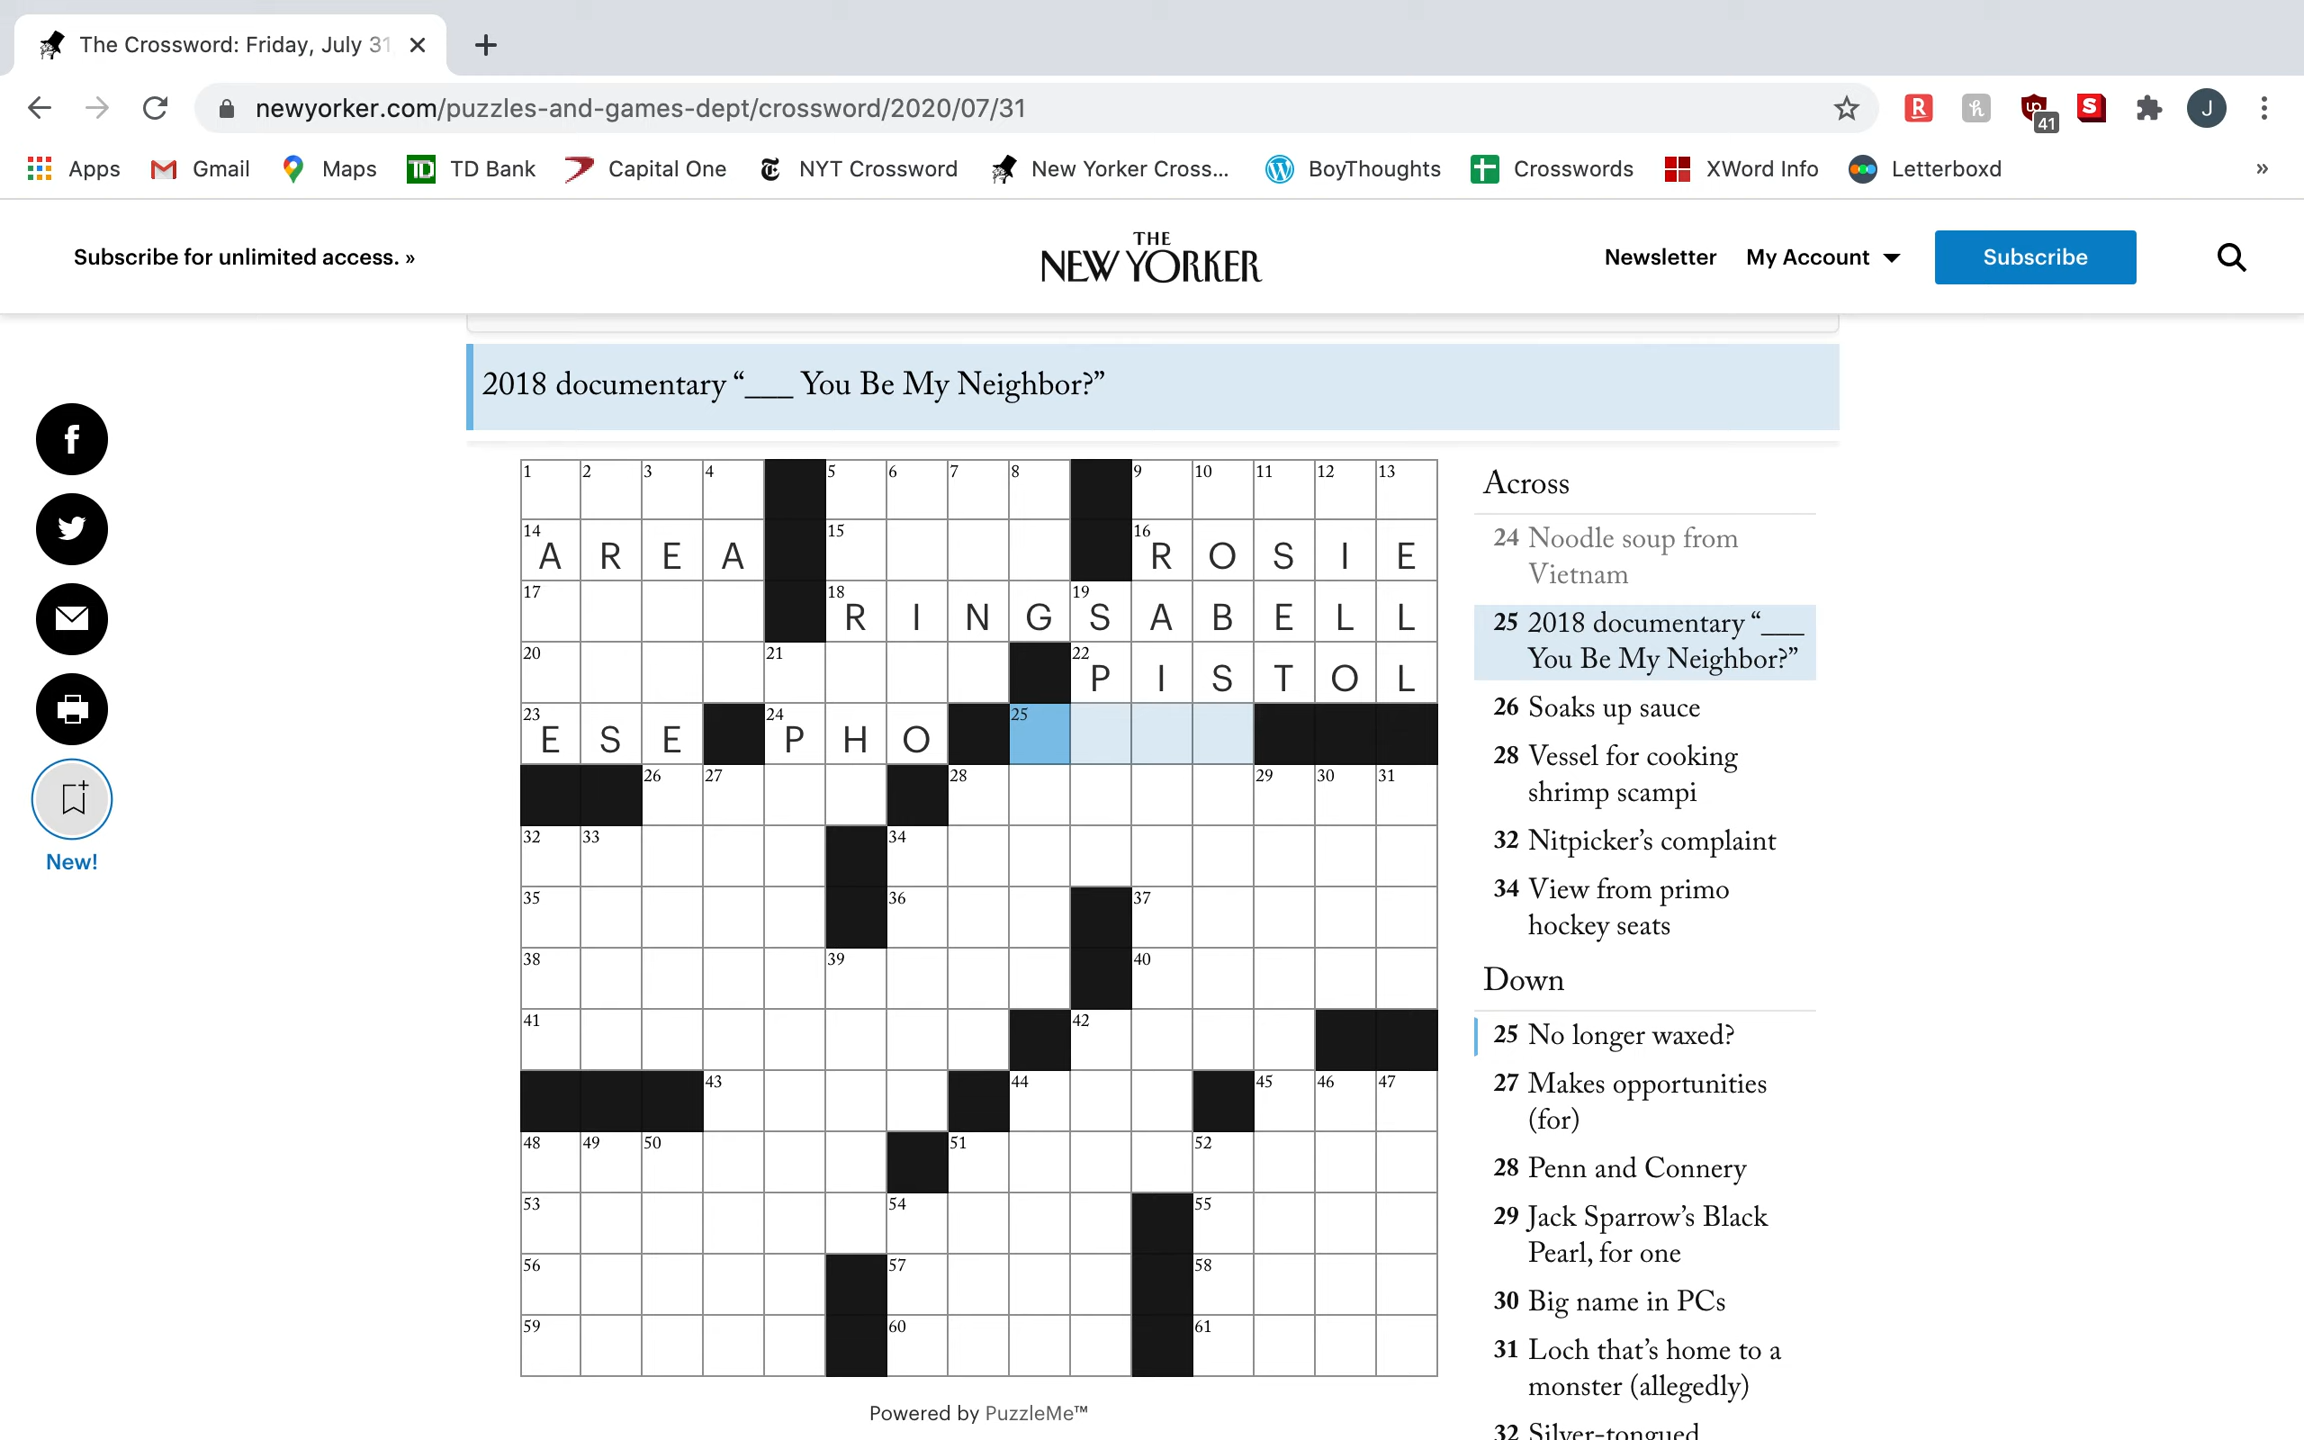 The Crossword: Friday, July 31
newyorker.com/puzzles-and-games-dept/crossword/2020/07/31
R h UD 41 S J
Apps Gmail Maps TD TD Bank Capital One NYT Crossword New Yorker Cross... BoyThoughts Crosswords XWord Info Letterboxd »
Subscribe for unlimited access. »
THE
NEW YORKER
Newsletter My Account Subscribe
2018 documentary “___ You Be My Neighbor?”
New!
1 2 3 4 5 6 7 8 9 10 11 12 13
14 15 16
A R E A R O S I E
17 18 19
R I N G S A B E L L
20 21 22
P I S T O L
23 24 25
E S E P H O
26 27 28 29 30 31
32 33 34
35 36 37
38 39 40
41 42
43 44 45 46 47
48 49 50 51 52
53 54 55
56 57 58
59 60 61
Powered by PuzzleMe™
Across
24 Noodle soup from
Vietnam
25 2018 documentary “___
You Be My Neighbor?”
26 Soaks up sauce
28 Vessel for cooking
shrimp scampi
32 Nitpicker’s complaint
34 View from primo
hockey seats
Down
25 No longer waxed?
27 Makes opportunities
(for)
28 Penn and Connery
29 Jack Sparrow’s Black
Pearl, for one
30 Big name in PCs
31 Loch that’s home to a
monster (allegedly)
32 Silver-tongued